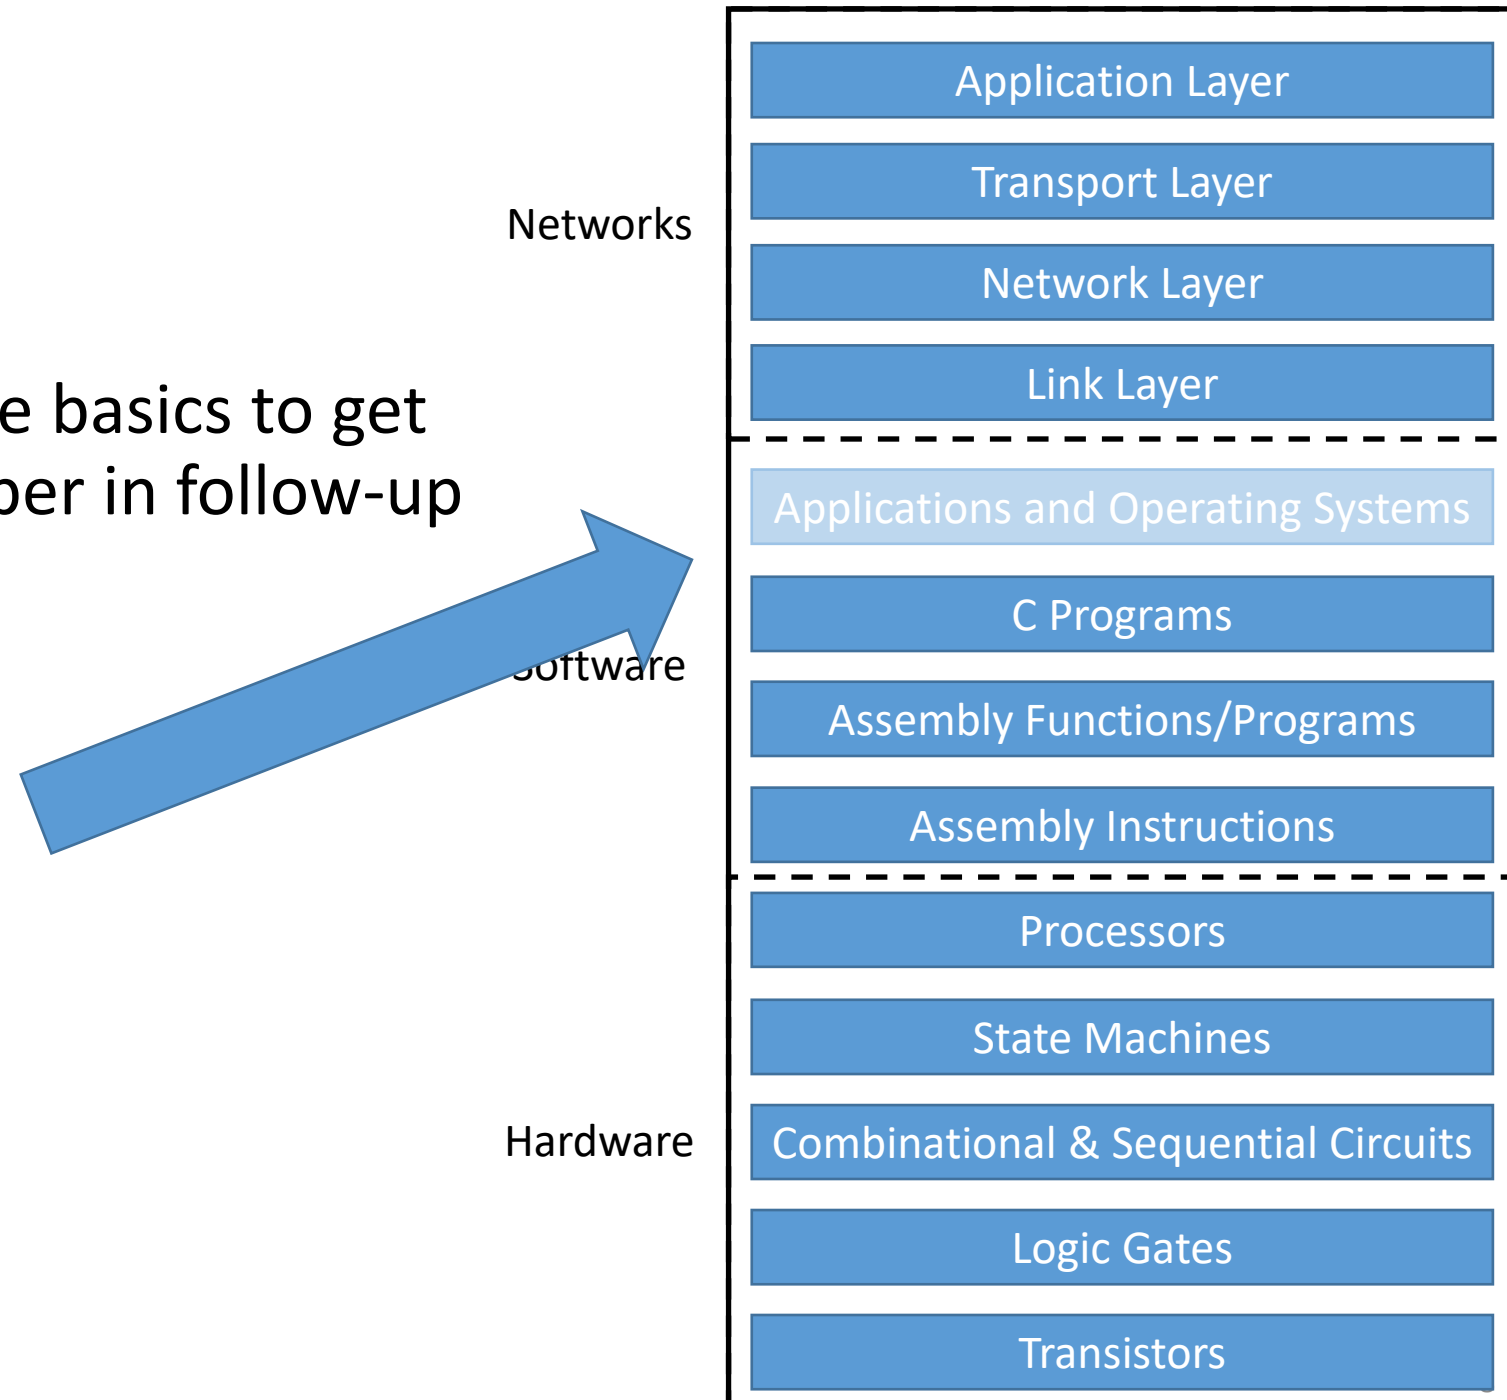 Application Layer
Transport Layer
Networks
Network Layer
Link Layer
e basics to get
per in follow-up
Applications and Operating Systems
C Programs
Software
Assembly Functions/Programs
Assembly Instructions
Processors
State Machines
Hardware
Combinational & Sequential Circuits
Logic Gates
Transistors